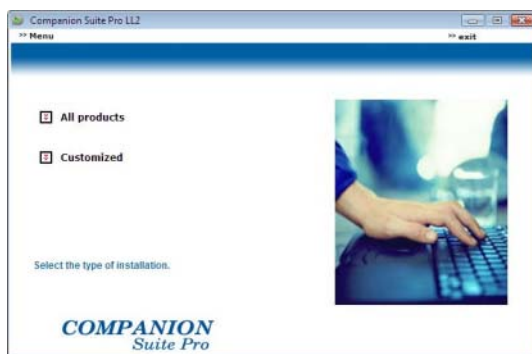 Companion Suite Pro LL2
>> Menu
>> exit
All products
Customized
Select the type of installation.
COMPANION
Suite Pro